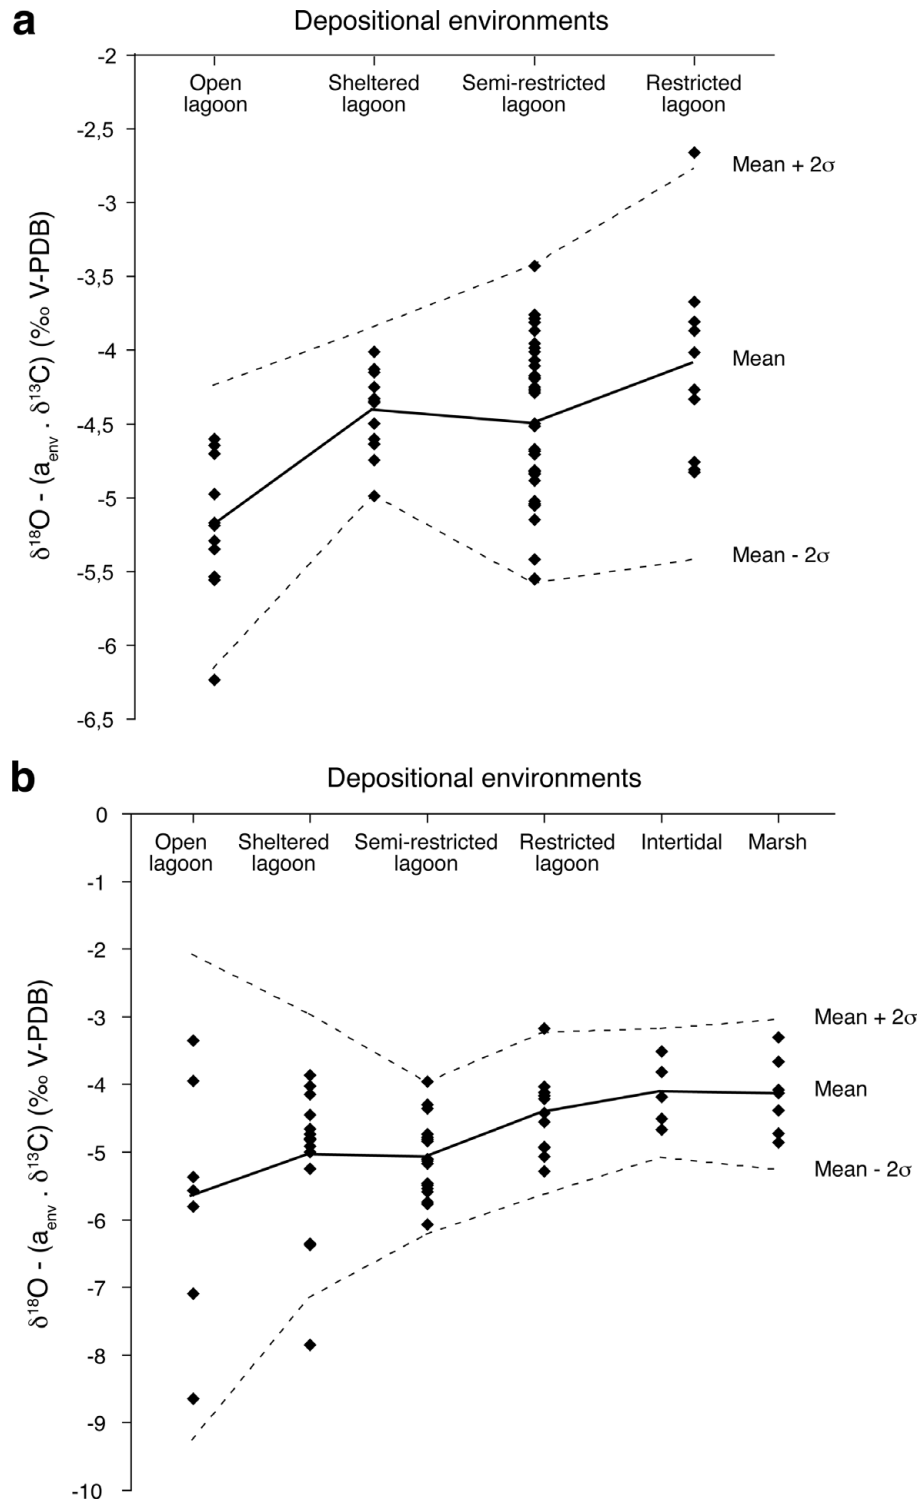 a
Depositional environments
-2
Open
lagoon
Sheltered
lagoon
Semi-restricted
lagoon
Restricted
lagoon
-2,5
-3
-3,5
-4
-4,5
-5
-5,5
-6
-6,5
Mean + 2σ
Mean
Mean - 2σ
δ¹⁸O - (a_env . δ¹³C) (‰ V-PDB)
b
Depositional environments
0
Open
lagoon
Sheltered
lagoon
Semi-restricted
lagoon
Restricted
lagoon
Intertidal
Marsh
-1
-2
-3
-4
-5
-6
-7
-8
-9
-10
Mean + 2σ
Mean
Mean - 2σ
δ¹⁸O - (a_env . δ¹³C) (‰ V-PDB)